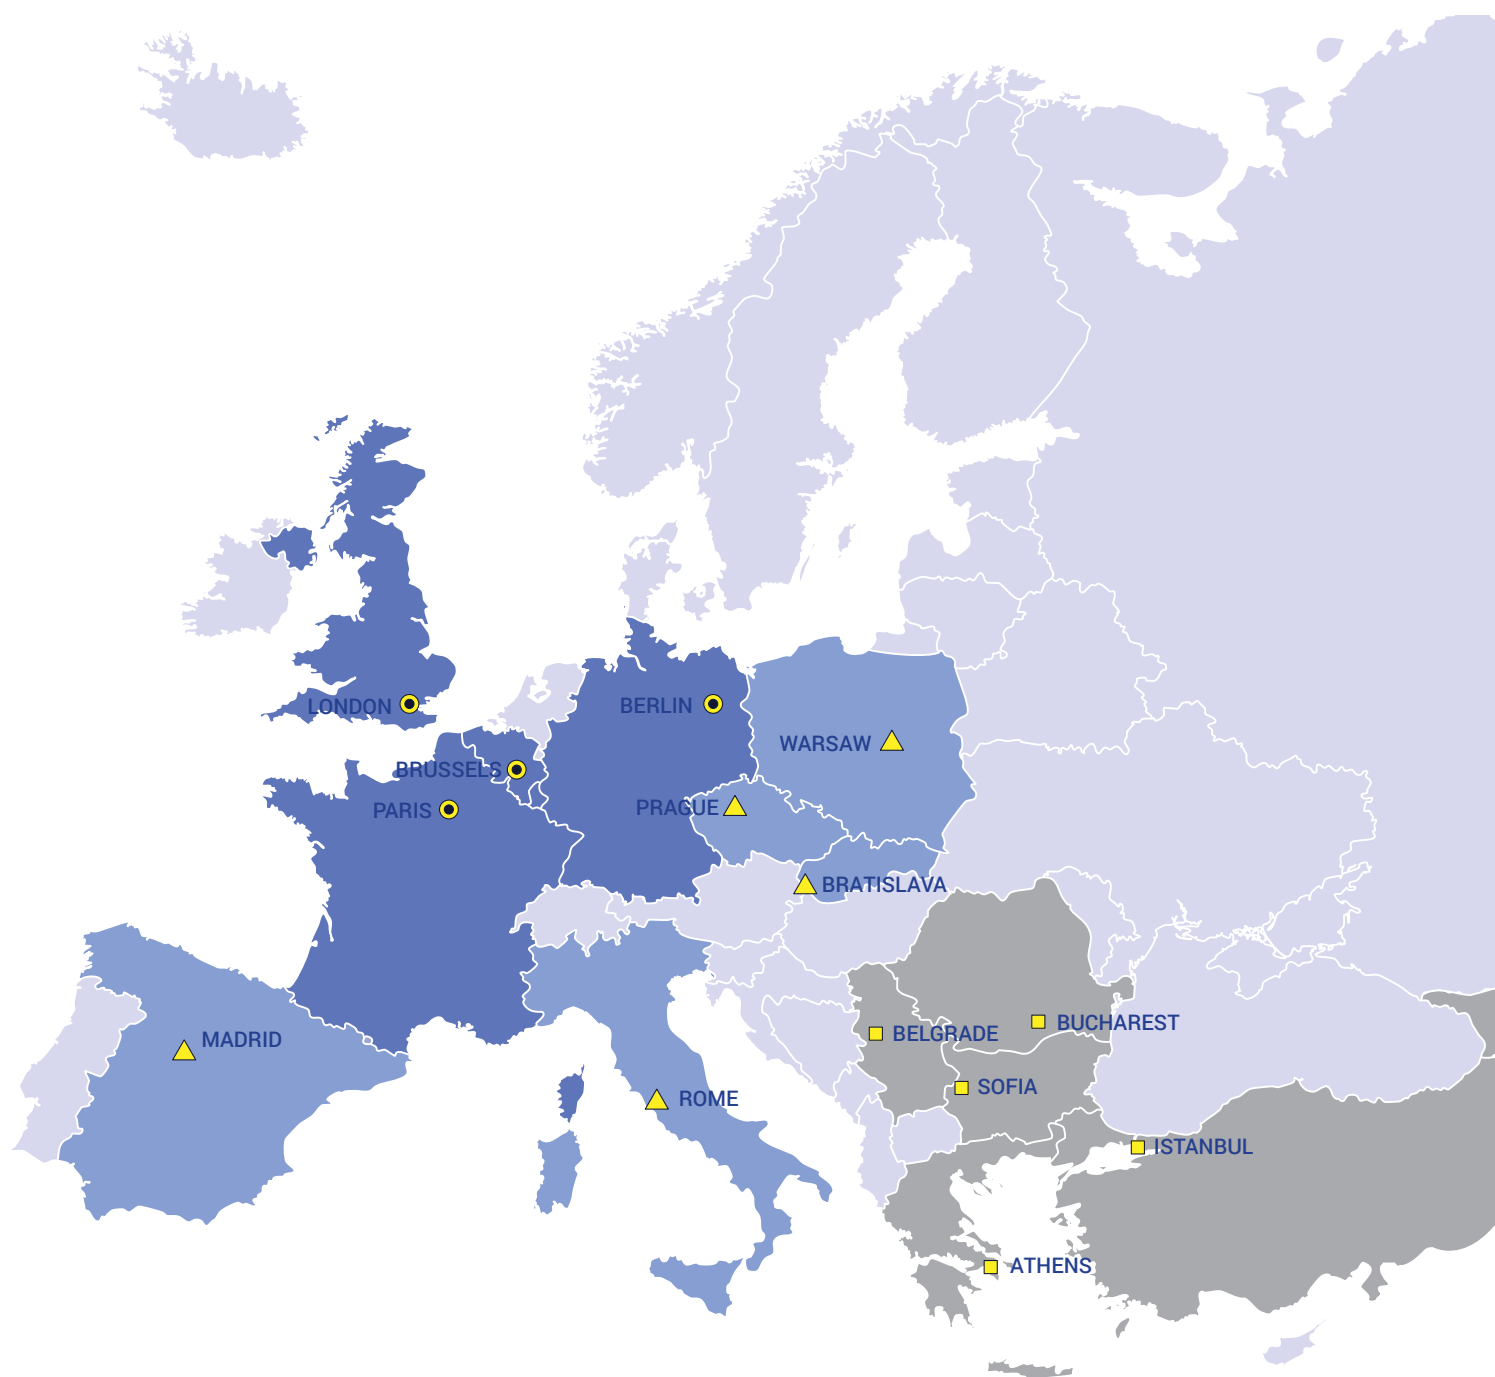 LONDON
BERLIN
WARSAW
BRUSSELS
PARIS
PRAGUE
BRATISLAVA
MADRID
BELGRADE
BUCHAREST
SOFIA
ROME
ISTANBUL
ATHENS